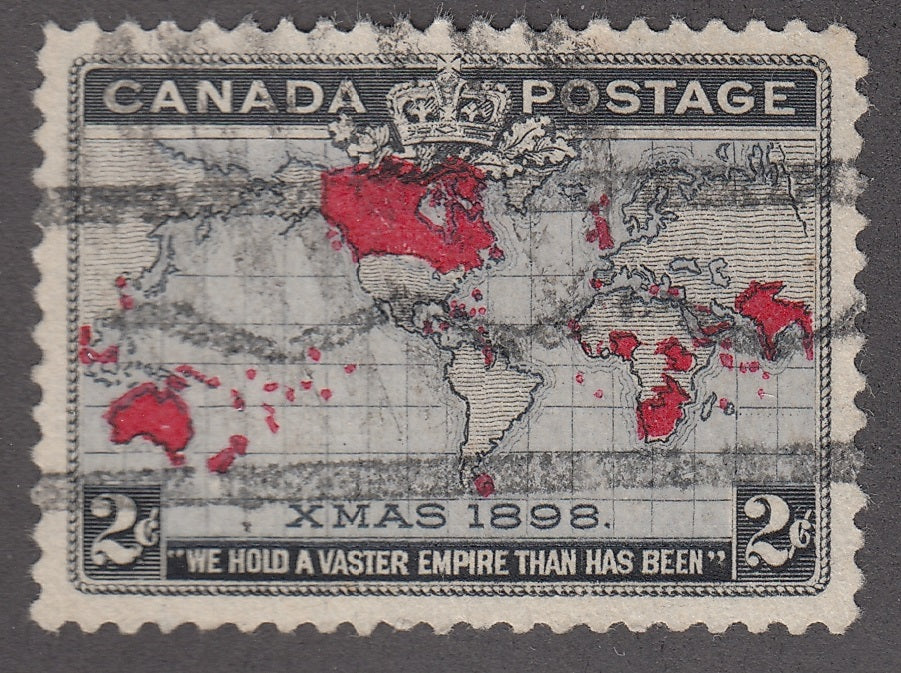 CANADA POSTAGE
XMAS 1898.
2¢ 2¢
"WE HOLD A VASTER EMPIRE THAN HAS BEEN"